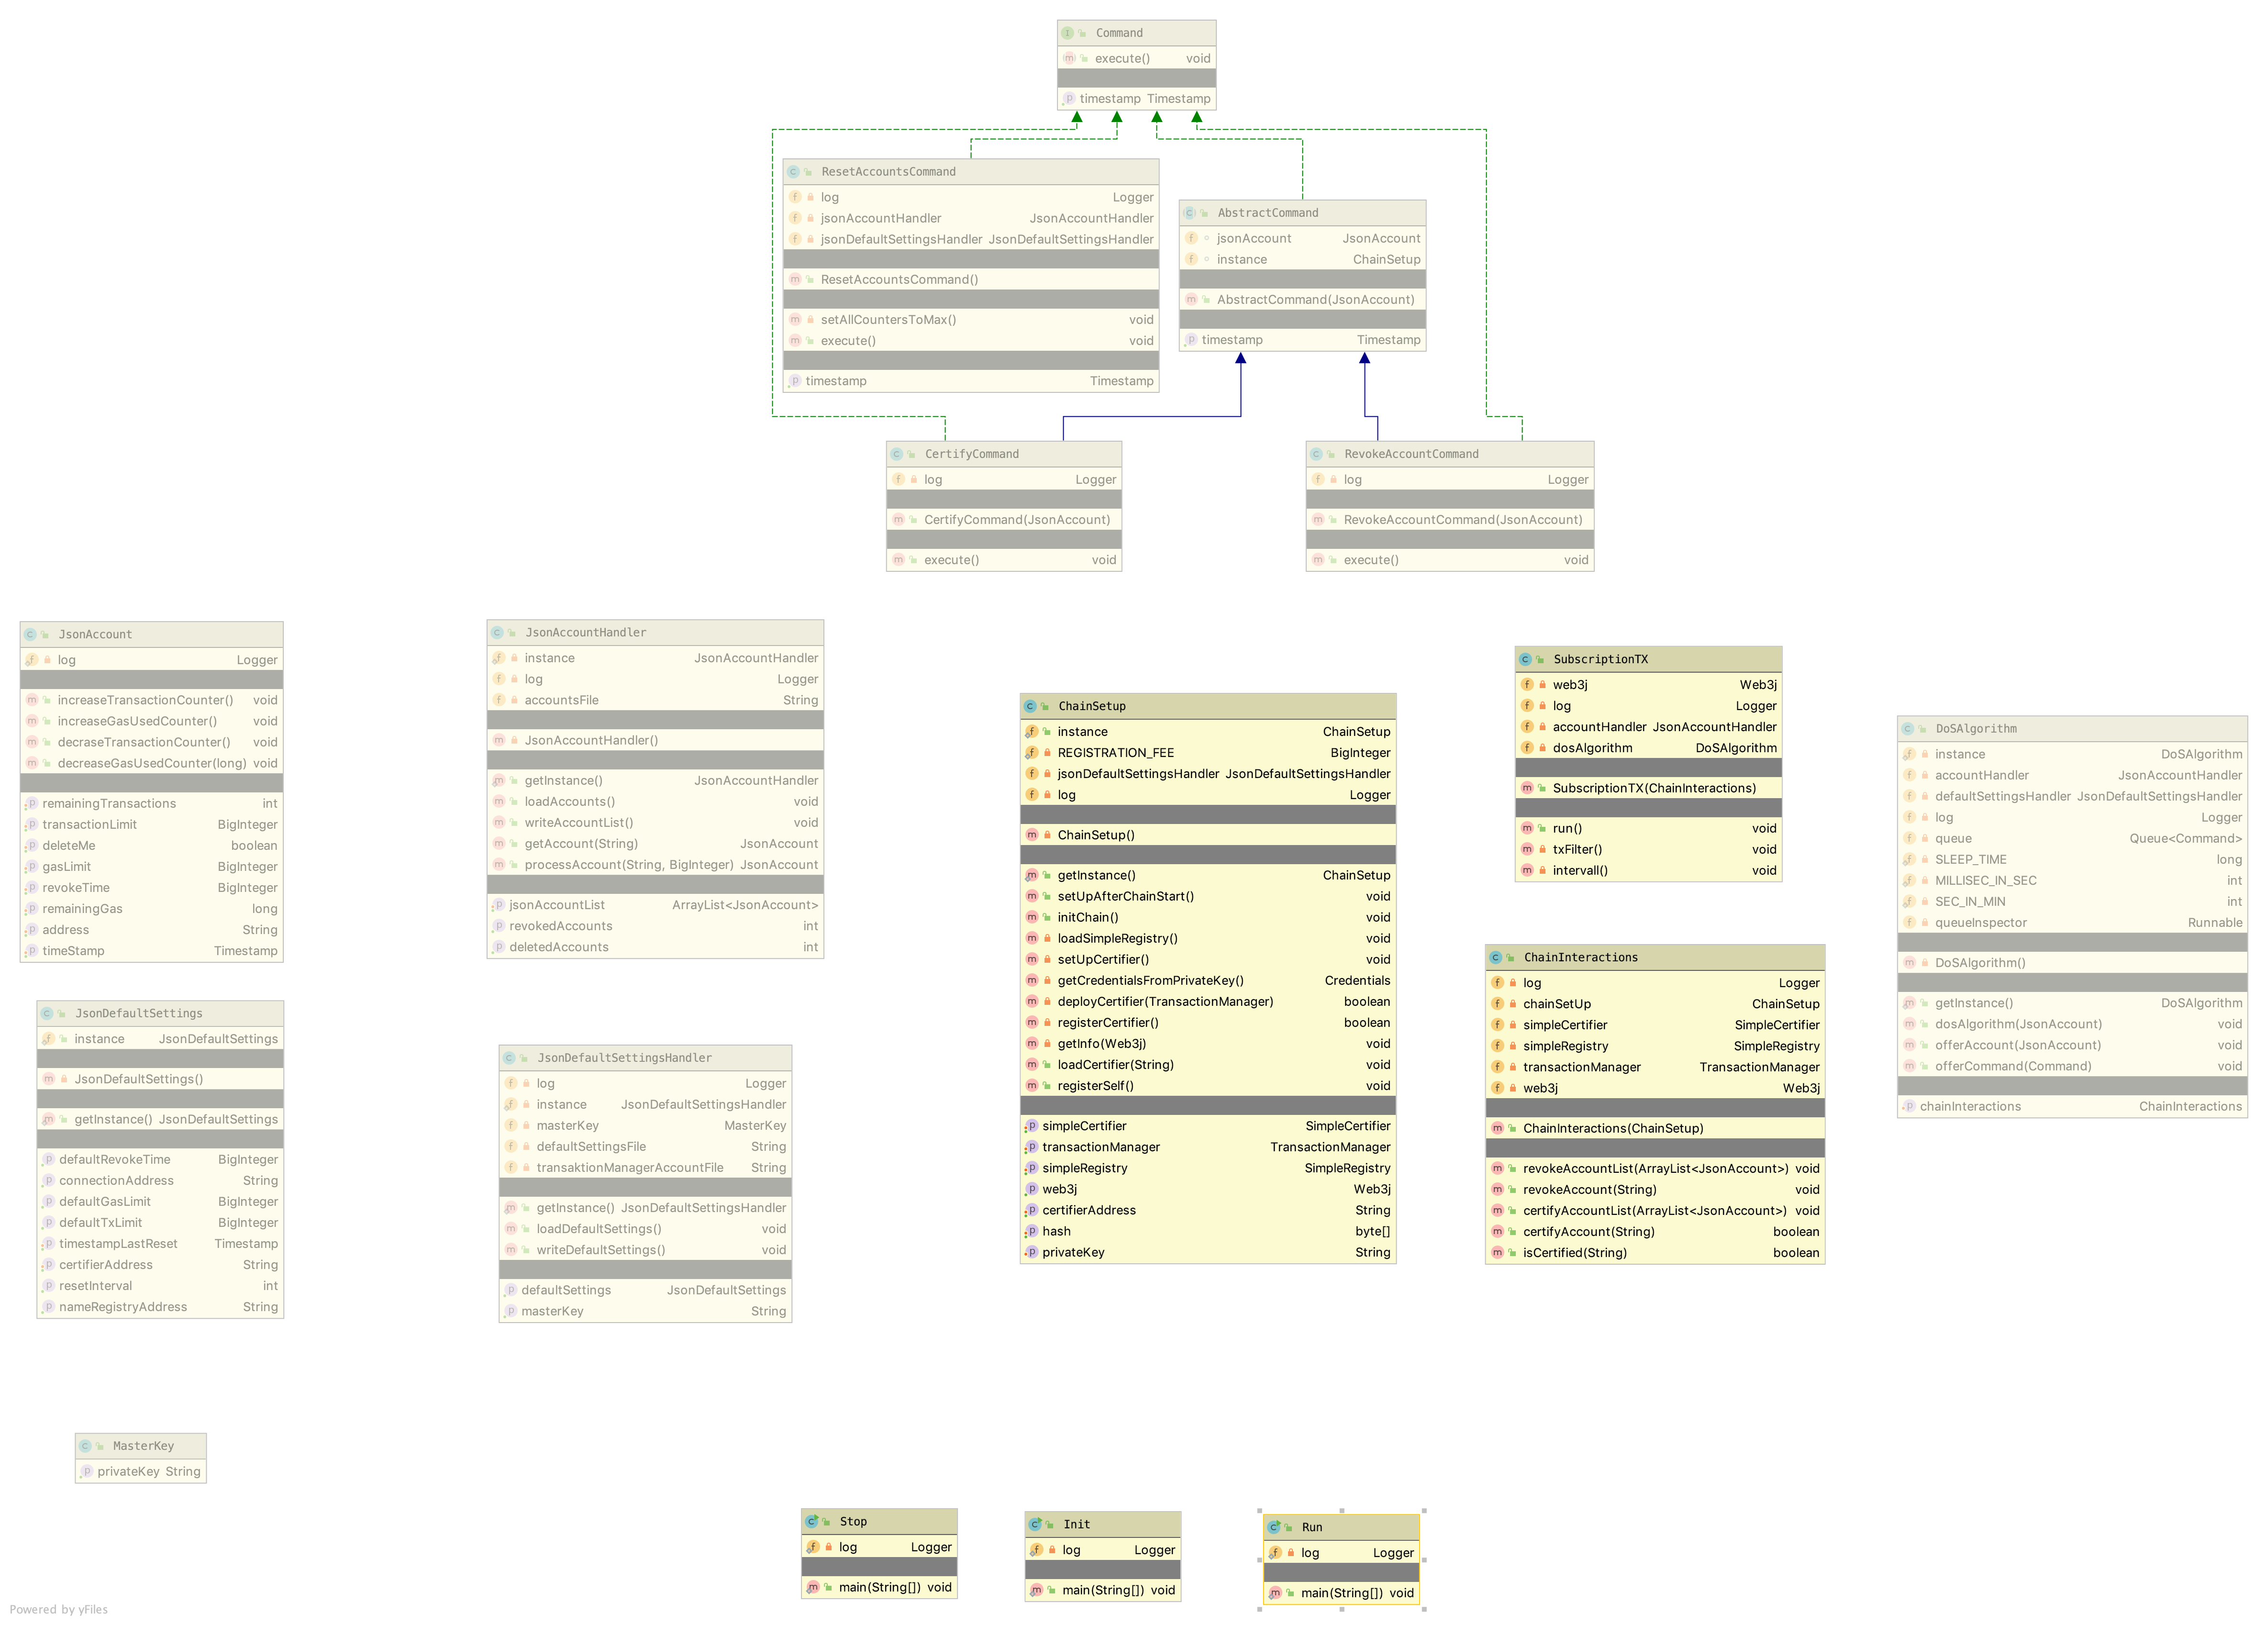 Command
execute() void
timestamp Timestamp
ResetAccountsCommand
log Logger
jsonAccountHandler JsonAccountHandler
jsonDefaultSettingsHandler JsonDefaultSettingsHandler
ResetAccountsCommand()
setAllCountersToMax() void
execute() void
timestamp Timestamp
AbstractCommand
jsonAccount JsonAccount
instance ChainSetup
AbstractCommand(JsonAccount)
timestamp Timestamp
CertifyCommand
log Logger
CertifyCommand(JsonAccount)
execute() void
RevokeAccountCommand
log Logger
RevokeAccountCommand(JsonAccount)
execute() void
JsonAccount
log Logger
increaseTransactionCounter() void
increaseGasUsedCounter() void
decraseTransactionCounter() void
decreaseGasUsedCounter(long) void
remainingTransactions int
transactionLimit BigInteger
deleteMe boolean
gasLimit BigInteger
revokeTime BigInteger
remainingGas long
address String
timeStamp Timestamp
JsonAccountHandler
instance JsonAccountHandler
log Logger
accountsFile String
JsonAccountHandler()
getInstance() JsonAccountHandler
loadAccounts() void
writeAccountList() void
getAccount(String) JsonAccount
processAccount(String, BigInteger) JsonAccount
jsonAccountList ArrayList<JsonAccount>
revokedAccounts int
deletedAccounts int
ChainSetup
instance ChainSetup
REGISTRATION_FEE BigInteger
jsonDefaultSettingsHandler JsonDefaultSettingsHandler
log Logger
ChainSetup()
getInstance() ChainSetup
setUpAfterChainStart() void
initChain() void
loadSimpleRegistry() void
setUpCertifier() void
getCredentialsFromPrivateKey() Credentials
deployCertifier(TransactionManager) boolean
registerCertifier() boolean
getInfo(Web3j) void
loadCertifier(String) void
registerSelf() void
simpleCertifier SimpleCertifier
transactionManager TransactionManager
simpleRegistry SimpleRegistry
web3j Web3j
certifierAddress String
hash byte[]
privateKey String
SubscriptionTX
web3j Web3j
log Logger
accountHandler JsonAccountHandler
dosAlgorithm DoSAlgorithm
SubscriptionTX(ChainInteractions)
run() void
txFilter() void
intervall() void
DoSAlgorithm
instance DoSAlgorithm
accountHandler JsonAccountHandler
defaultSettingsHandler JsonDefaultSettingsHandler
log Logger
queue Queue<Command>
SLEEP_TIME long
MILLISEC_IN_SEC int
SEC_IN_MIN int
queueInspector Runnable
DoSAlgorithm()
getInstance() DoSAlgorithm
dosAlgorithm(JsonAccount) void
offerAccount(JsonAccount) void
offerCommand(Command) void
chainInteractions ChainInteractions
ChainInteractions
log Logger
chainSetUp ChainSetup
simpleCertifier SimpleCertifier
simpleRegistry SimpleRegistry
transactionManager TransactionManager
web3j Web3j
ChainInteractions(ChainSetup)
revokeAccountList(ArrayList<JsonAccount>) void
revokeAccount(String) void
certifyAccountList(ArrayList<JsonAccount>) void
certifyAccount(String) boolean
isCertified(String) boolean
JsonDefaultSettings
instance JsonDefaultSettings
JsonDefaultSettings()
getInstance() JsonDefaultSettings
defaultRevokeTime BigInteger
connectionAddress String
defaultGasLimit BigInteger
defaultTxLimit BigInteger
timestampLastReset Timestamp
certifierAddress String
resetInterval int
nameRegistryAddress String
JsonDefaultSettingsHandler
log Logger
instance JsonDefaultSettingsHandler
masterKey MasterKey
defaultSettingsFile String
transaktionManagerAccountFile String
getInstance() JsonDefaultSettingsHandler
loadDefaultSettings() void
writeDefaultSettings() void
defaultSettings JsonDefaultSettings
masterKey String
MasterKey
privateKey String
Stop
log Logger
main(String[]) void
Init
log Logger
main(String[]) void
Run
log Logger
main(String[]) void
Powered by yFiles